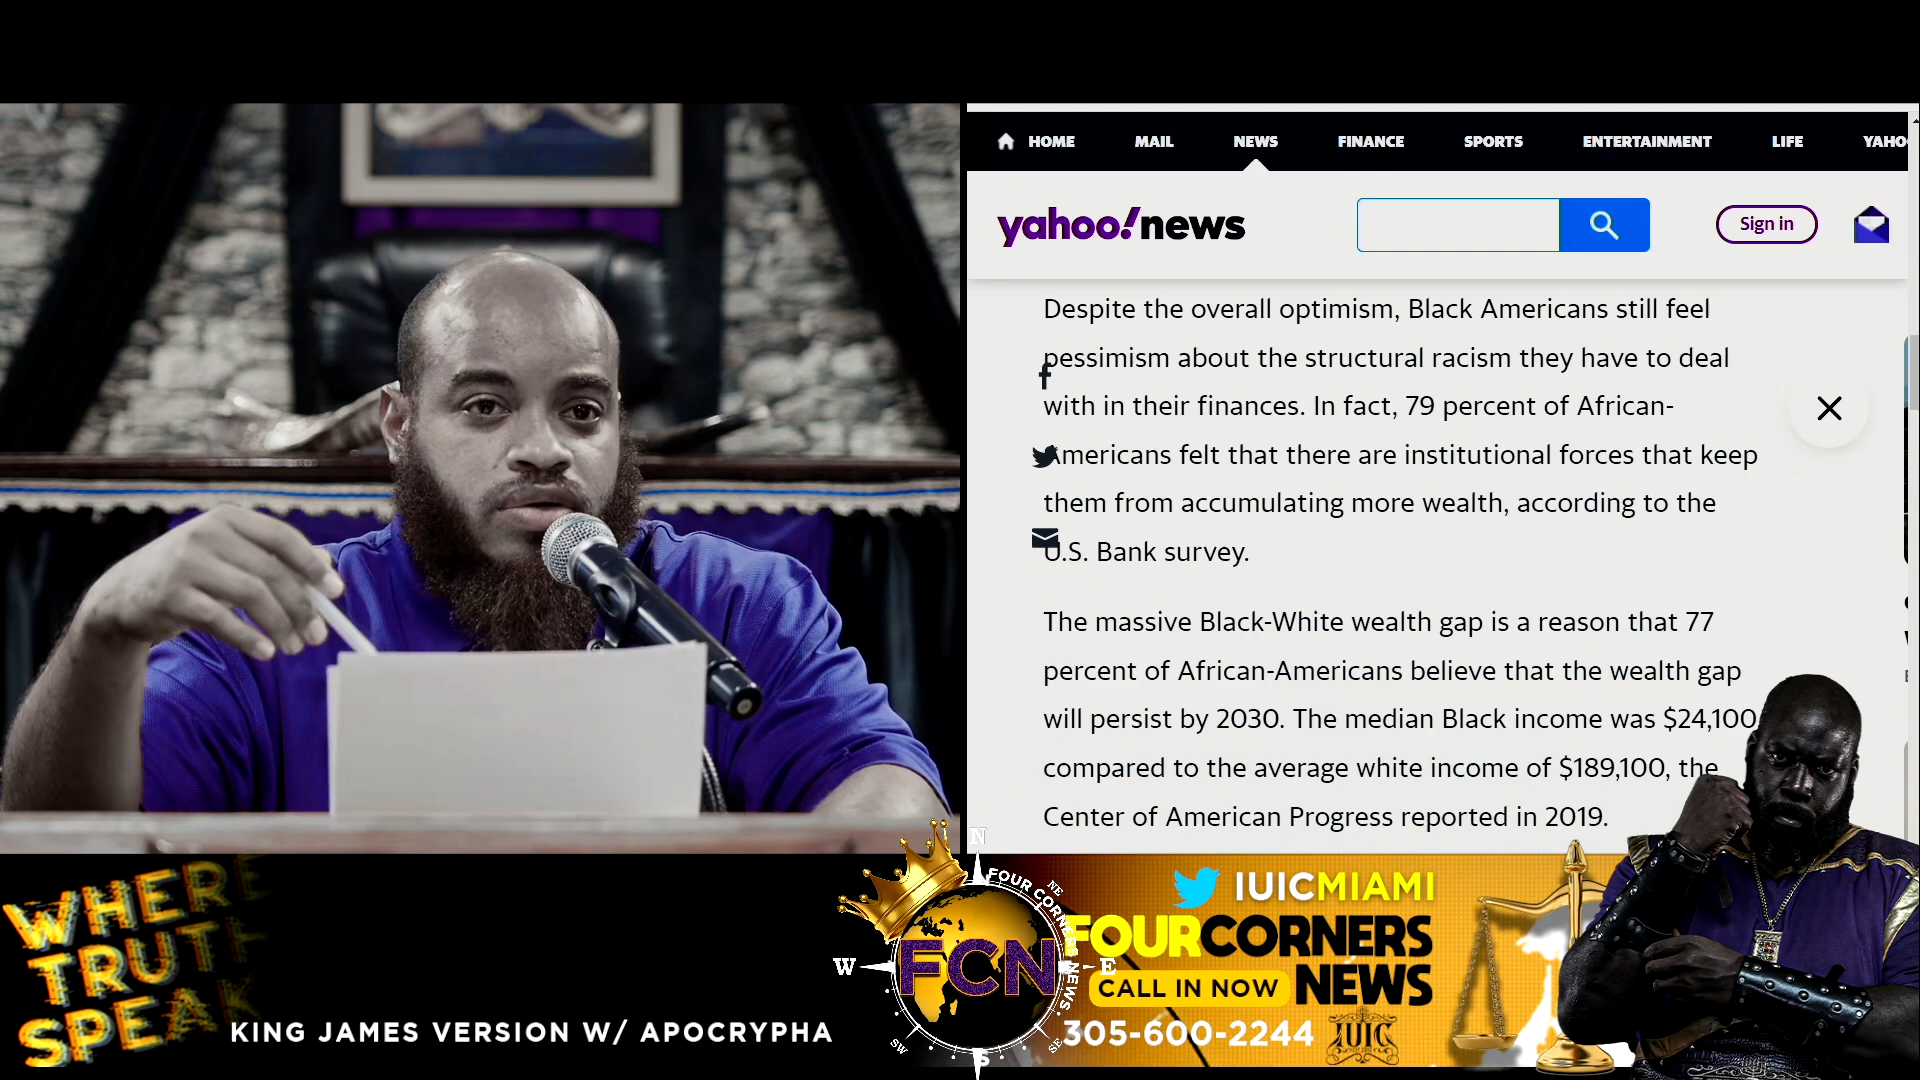 HOME MAIL NEWS FINANCE SPORTS ENTERTAINMENT LIFE YAHO
yahoo!news
Sign in
Despite the overall optimism, Black Americans still feel
pessimism about the structural racism they have to deal
with in their finances. In fact, 79 percent of African-
Americans felt that there are institutional forces that keep
them from accumulating more wealth, according to the
U.S. Bank survey.
The massive Black-White wealth gap is a reason that 77
percent of African-Americans believe that the wealth gap
will persist by 2030. The median Black income was $24,100
compared to the average white income of $189,100, the
Center of American Progress reported in 2019.
WHERE
TRUTH
SPEAK
KING JAMES VERSION W/ APOCRYPHA
N
NE
E
SE
S
SW
W
FOUR CORNERS NEWS
FCN
IUICMIAMI
FOURCORNERS
NEWS
CALL IN NOW
305-600-2244
IUIC